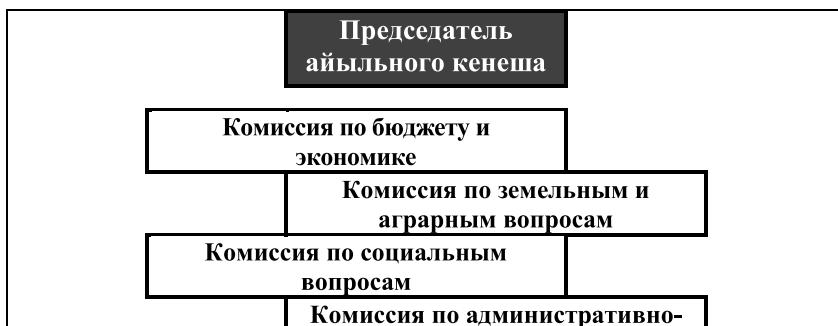 Председатель
айыльного кенеша
Комиссия по бюджету и
экономике
Комиссия по земельным и
аграрным вопросам
Комиссия по социальным
вопросам
Комиссия по административно-